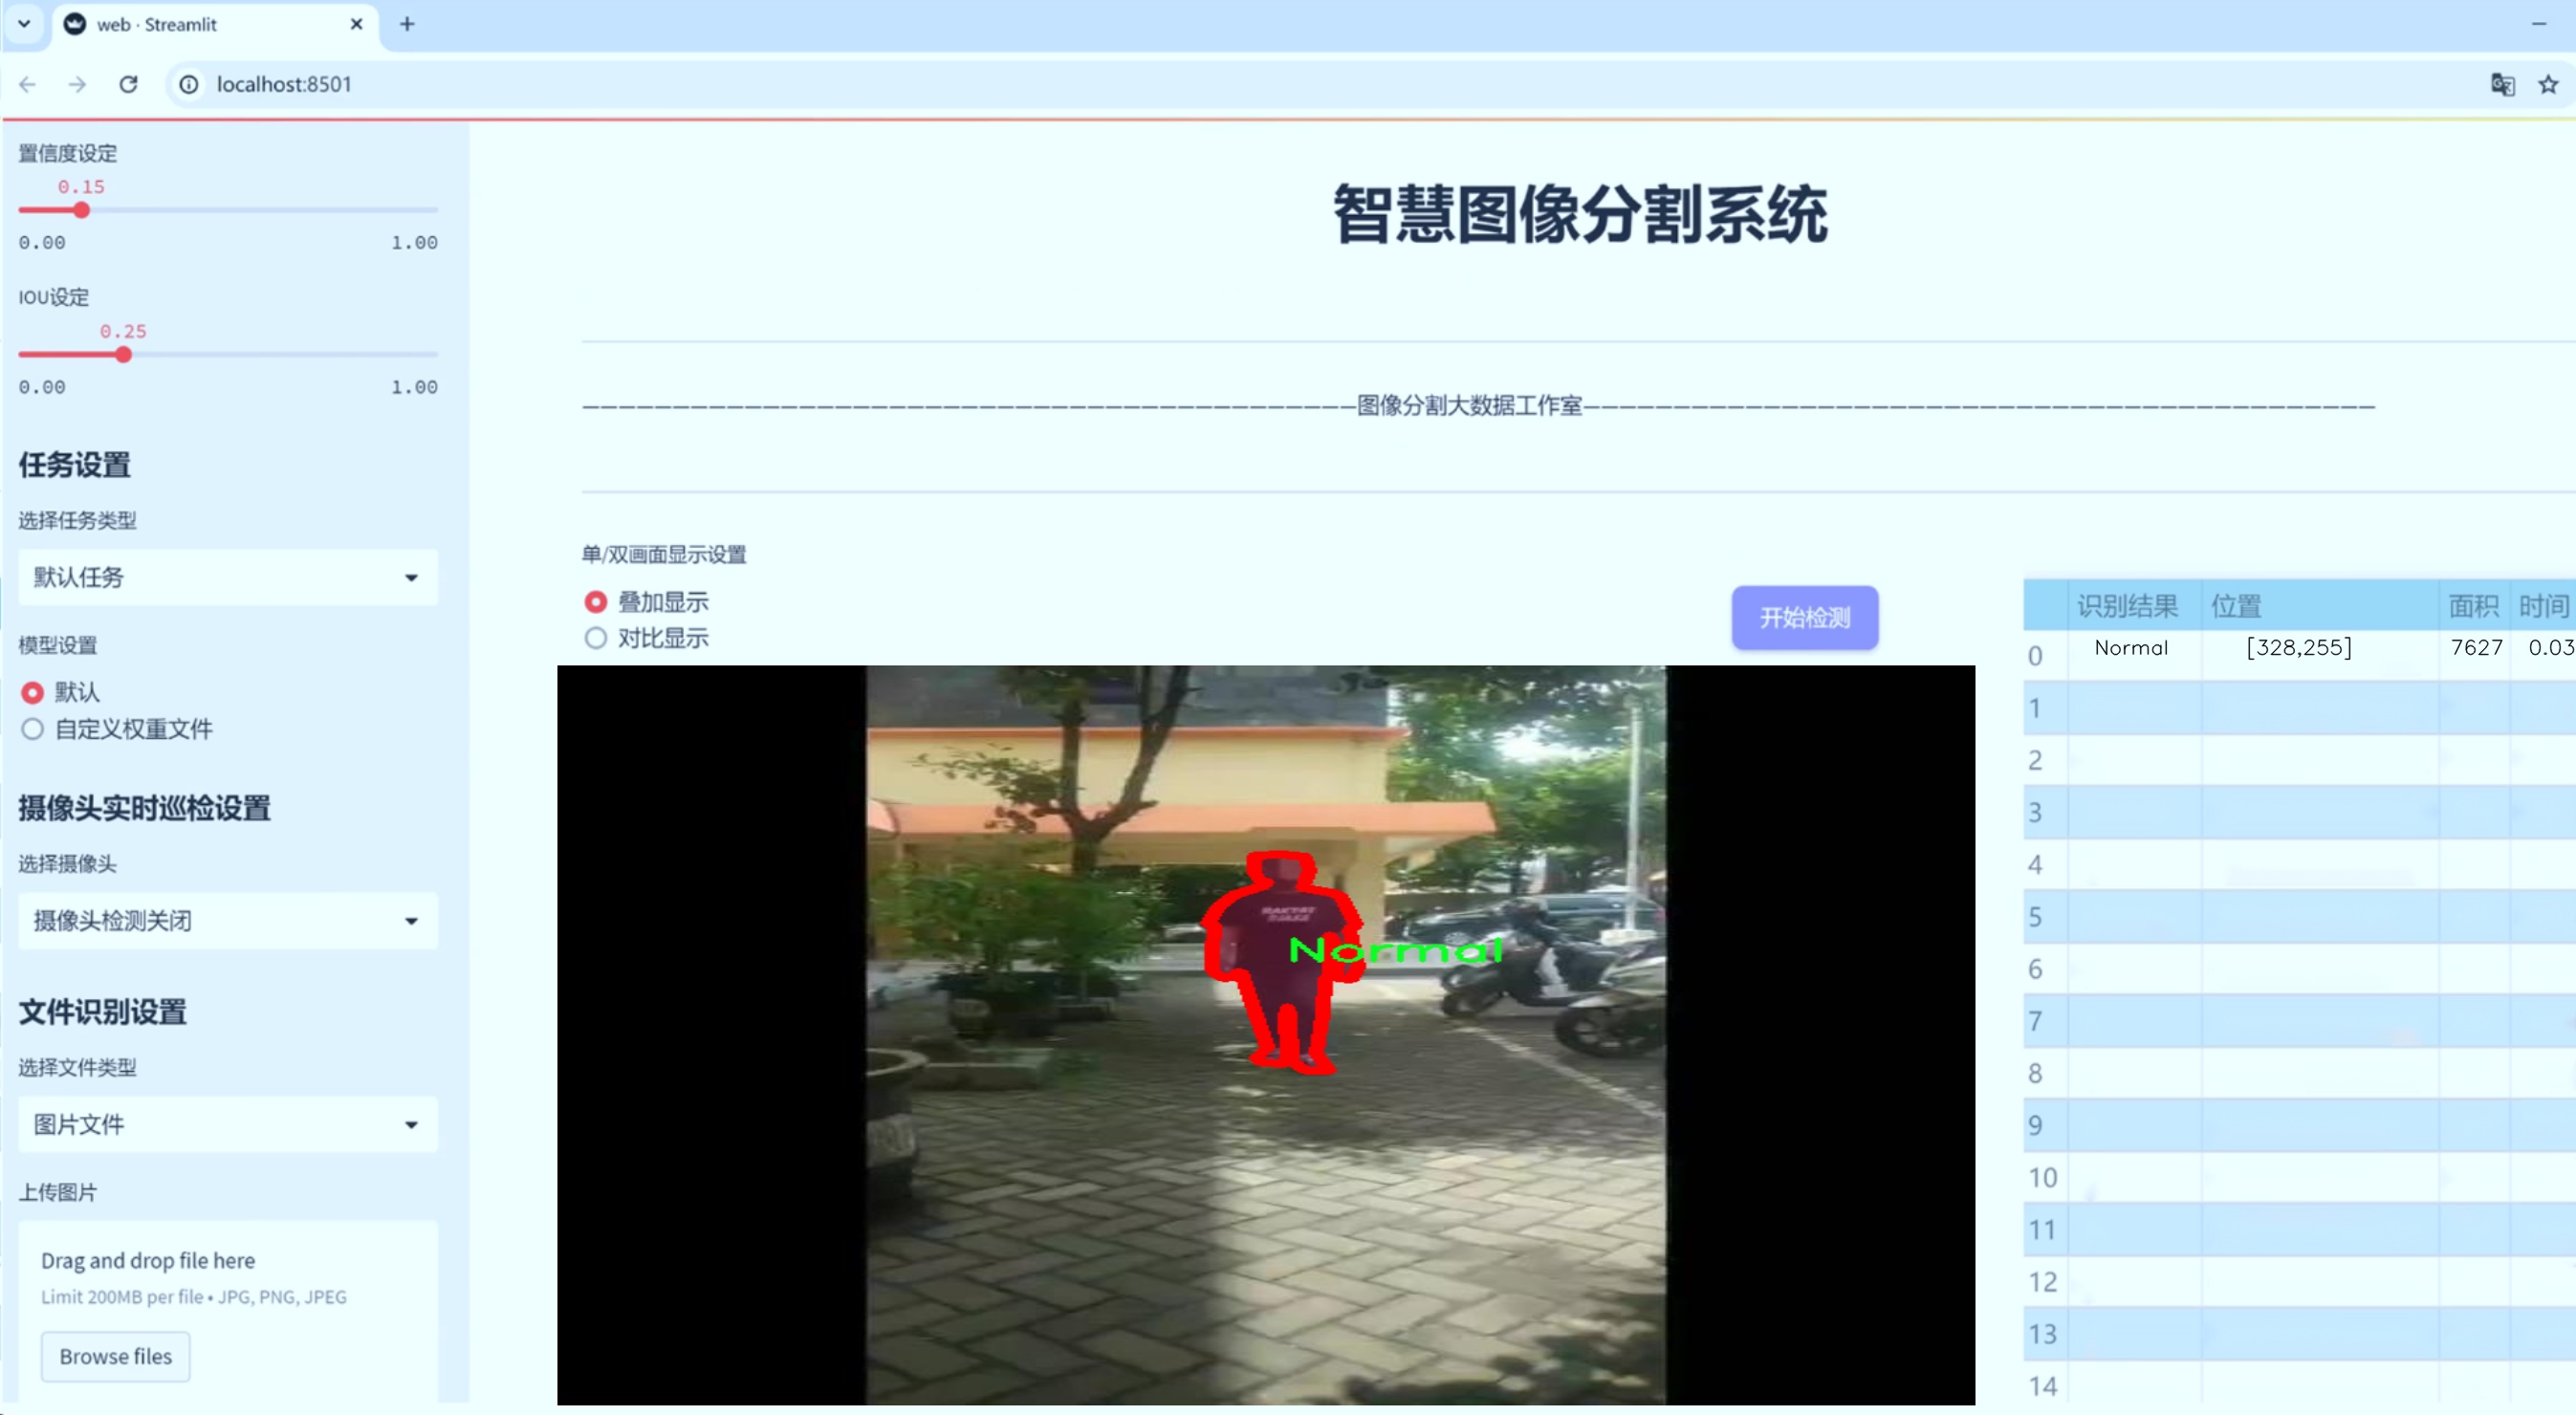 web · Streamlit
localhost:8501
置信度设定
0.15
0.00 1.00
IOU设定
0.25
0.00 1.00
任务设置
选择任务类型
默认任务
模型设置
默认
自定义权重文件
摄像头实时巡检设置
选择摄像头
摄像头检测关闭
文件识别设置
选择文件类型
图片文件
上传图片
Drag and drop file here
Limit 200MB per file • JPG, PNG, JPEG
Browse files
智慧图像分割系统
———————————————————————————————————————————图像分割大数据工作室————————————————————————————————————————————
单/双画面显示设置
叠加显示
对比显示
开始检测
Normal
识别结果 位置 面积 时间
0 Normal [328,255] 7627 0.03
1
2
3
4
5
6
7
8
9
10
11
12
13
14